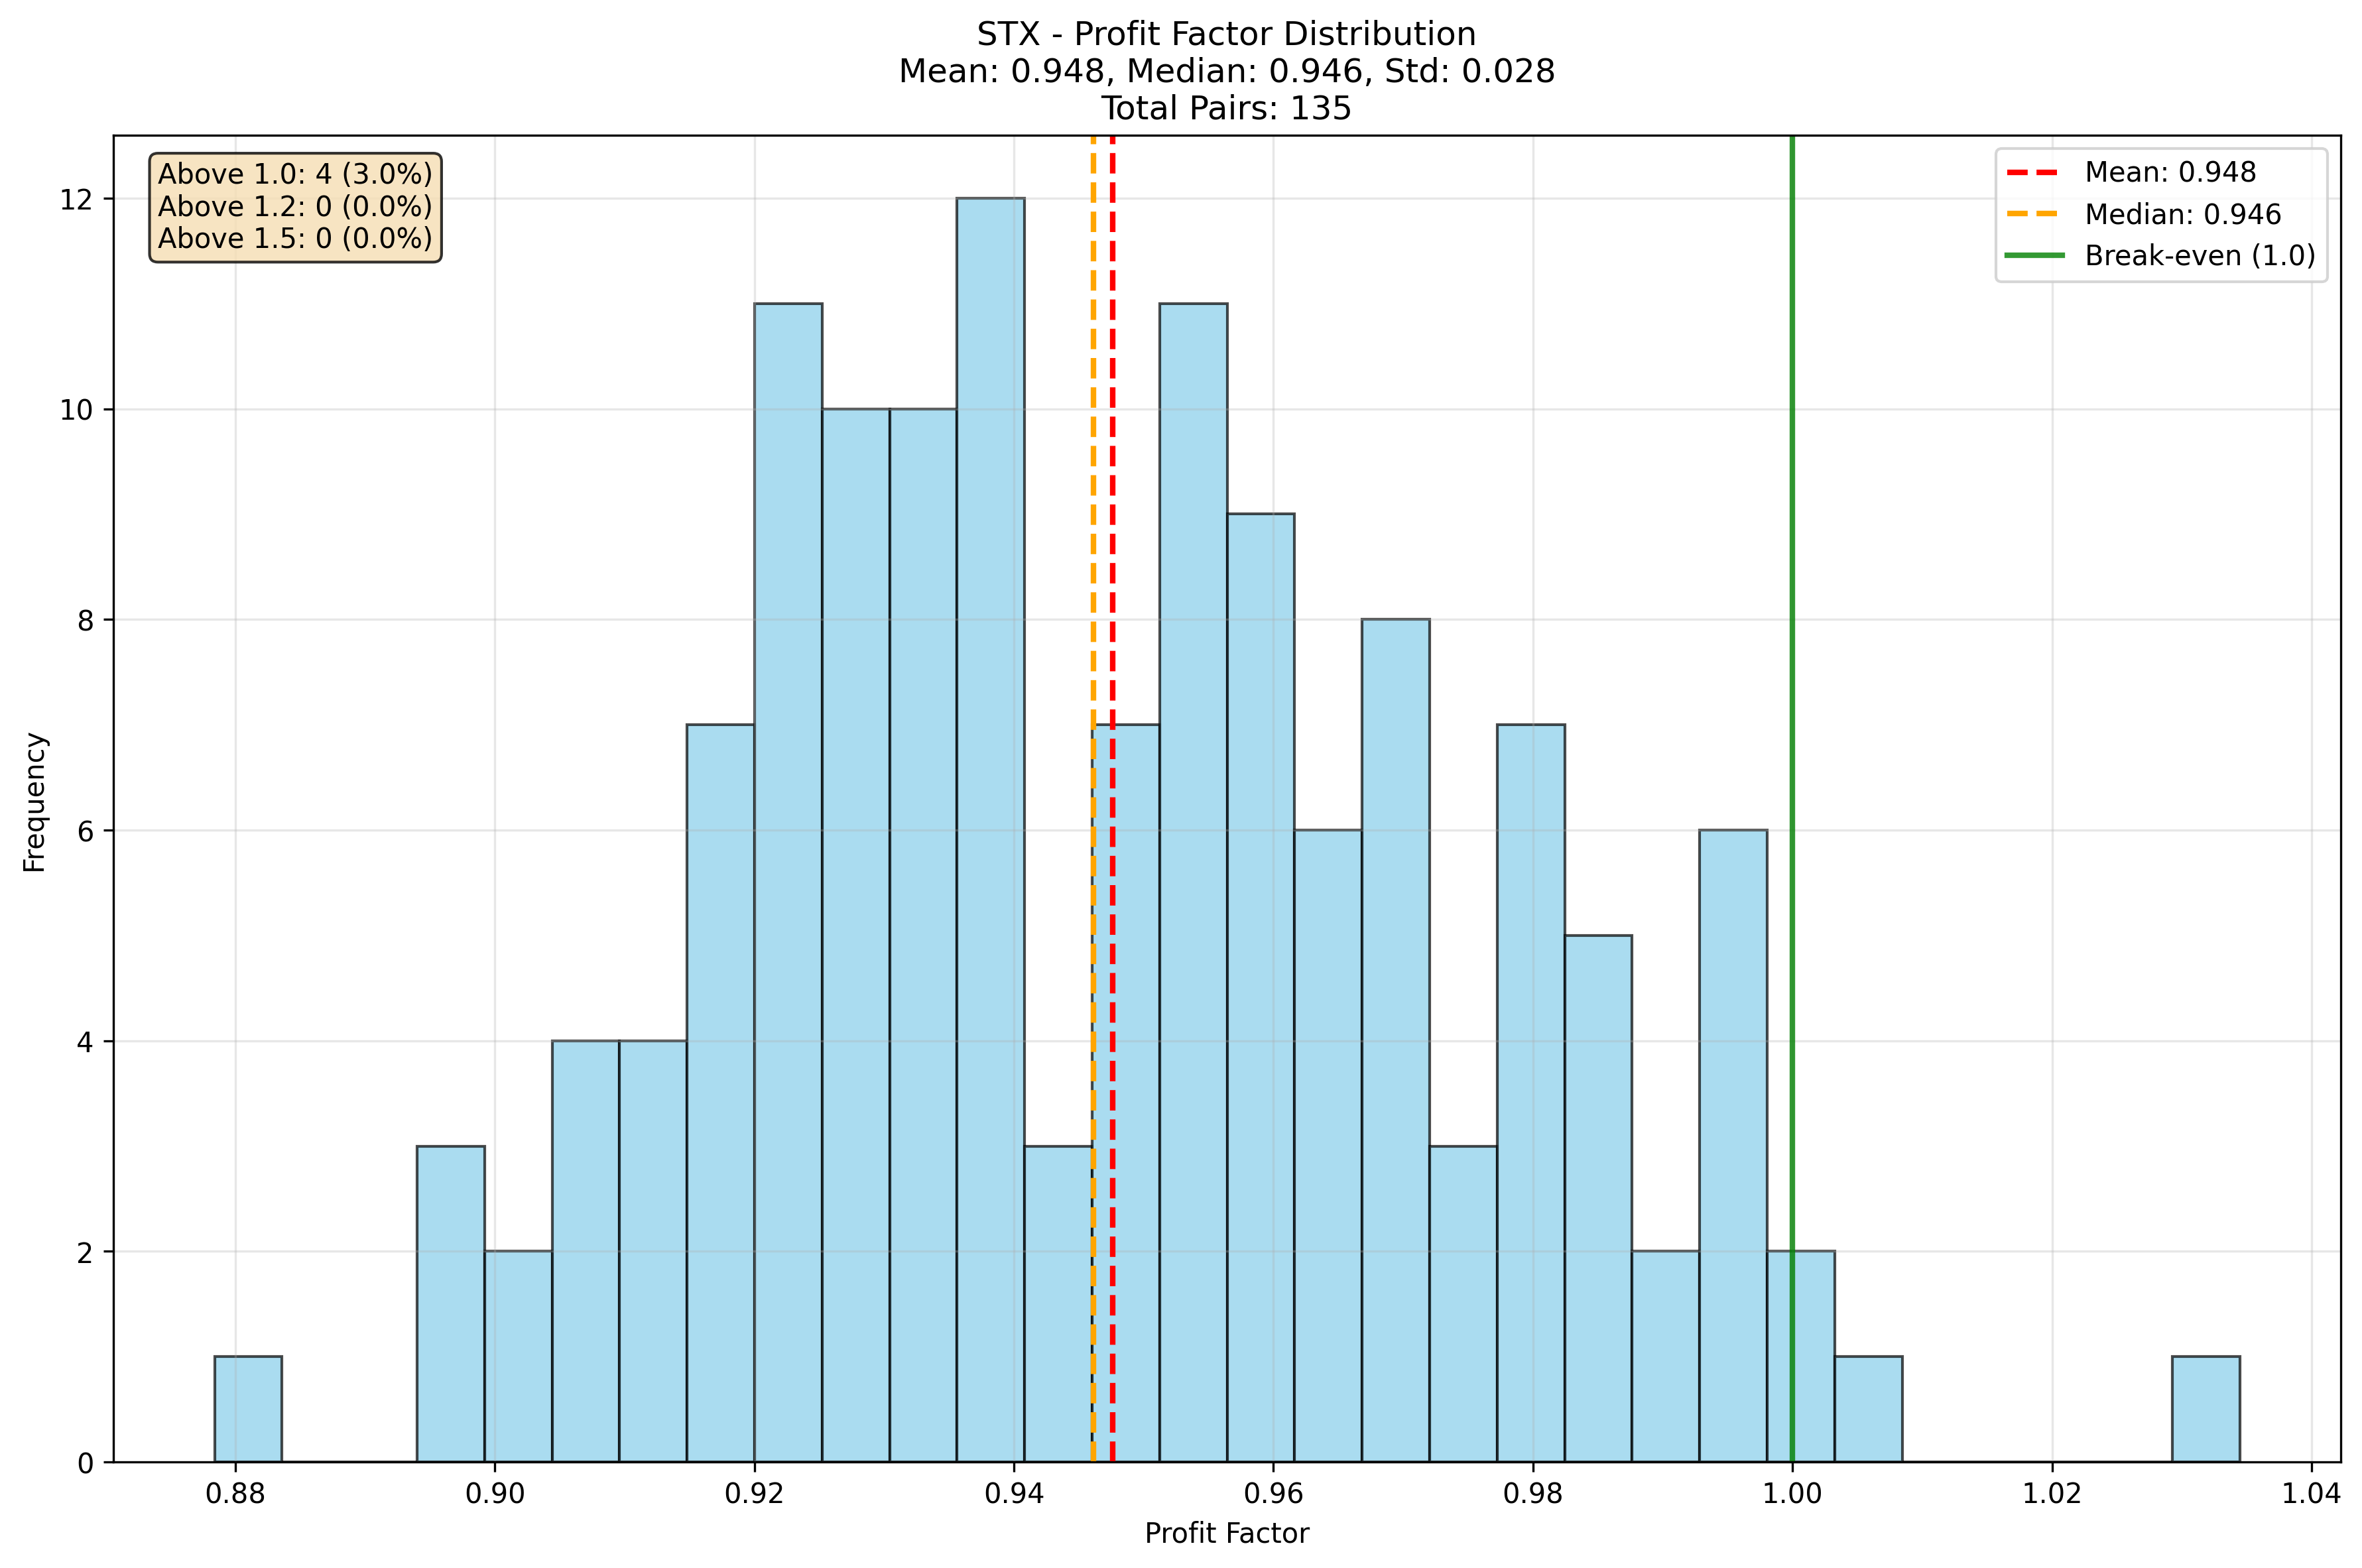 STX - Profit Factor Distribution
Mean: 0.948, Median: 0.946, Std: 0.028
Total Pairs: 135
Above 1.0: 4 (3.0%)
Above 1.2: 0 (0.0%)
Above 1.5: 0 (0.0%)
Mean: 0.948
Median: 0.946
Break-even (1.0)
Frequency
12
10
8
6
4
2
0
0.88 0.90 0.92 0.94 0.96 0.98 1.00 1.02 1.04
Profit Factor